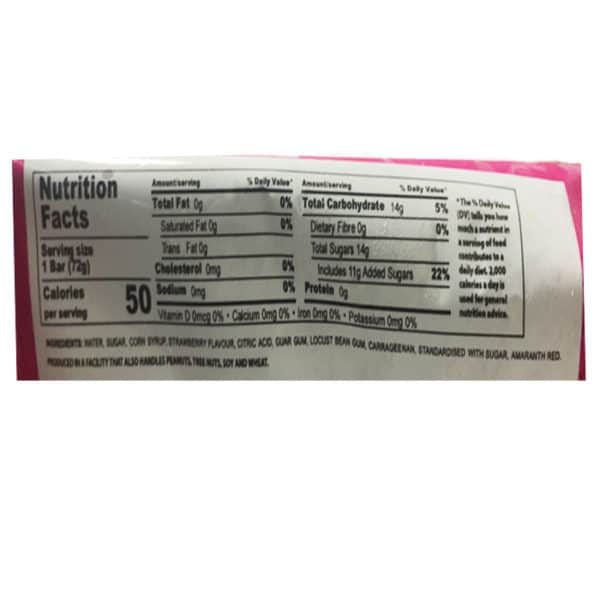 Nutrition
Facts
Serving size
1 Bar (72g)
Calories
per serving 50
Amount/serving % Daily Value*
Total Fat 0g 0%
Saturated Fat 0g 0%
Trans Fat 0g
Cholesterol 0mg 0%
Sodium 0mg 0%
Amount/serving % Daily Value*
Total Carbohydrate 14g 5%
Dietary Fibre 0g 0%
Total Sugars 14g
Includes 11g Added Sugars 22%
Protein 0g
Vitamin D 0mcg 0% • Calcium 0mg 0% • Iron 0mg 0% • Potassium 0mg 0%
*The % Daily Value
(DV) tells you how
much a nutrient in
a serving of food
contributes to a
daily diet. 2,000
calories a day is
used for general
nutrition advice.
INGREDIENTS: WATER, SUGAR, CORN SYRUP, STRAWBERRY FLAVOUR, CITRIC ACID, GUAR GUM, LOCUST BEAN GUM, CARRAGEENAN, STANDARDISED WITH SUGAR, AMARANTH RED.
PRODUCED IN A FACILITY THAT ALSO HANDLES PEANUTS, TREE NUTS, SOY AND WHEAT.